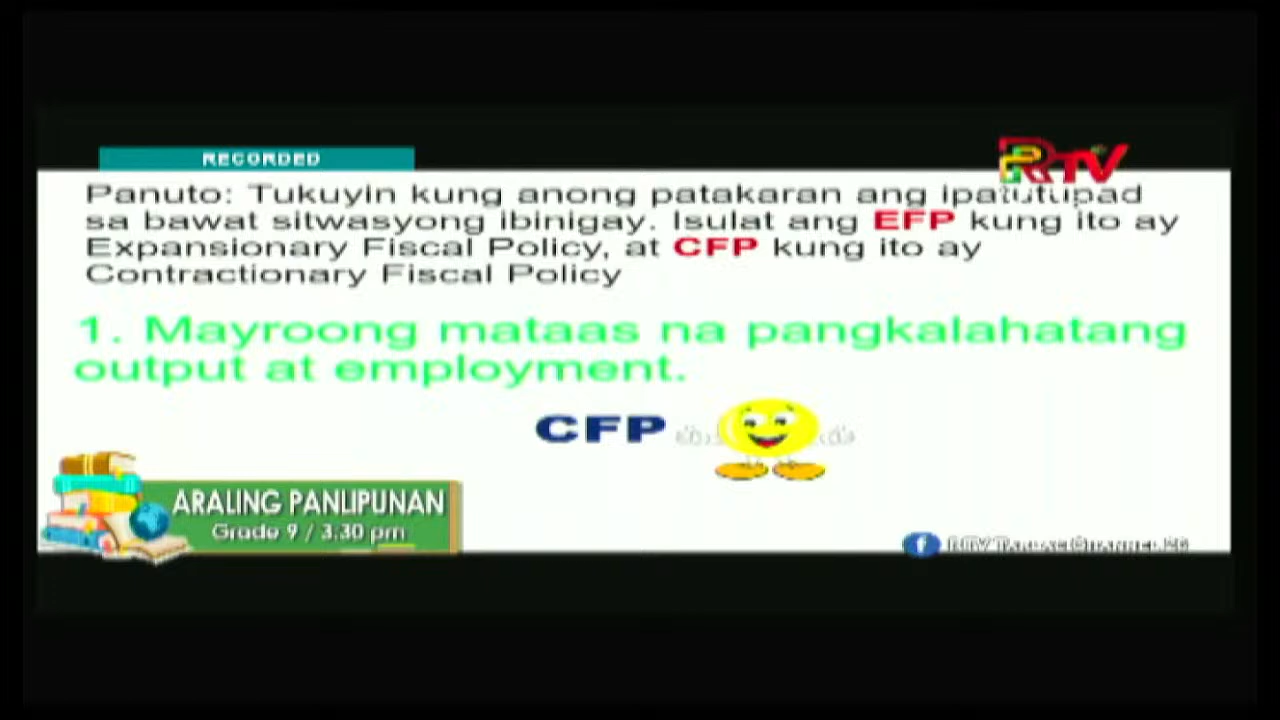 RECORDED
RTV
Panuto: Tukuyin kung anong patakaran ang ipatutupad
sa bawat sitwasyong ibinigay. Isulat ang EFP kung ito ay
Expansionary Fiscal Policy, at CFP kung ito ay
Contractionary Fiscal Policy
1. Mayroong mataas na pangkalahatang
output at employment.
CFP
ARALING PANLIPUNAN
Grade 9 / 3.30 pm